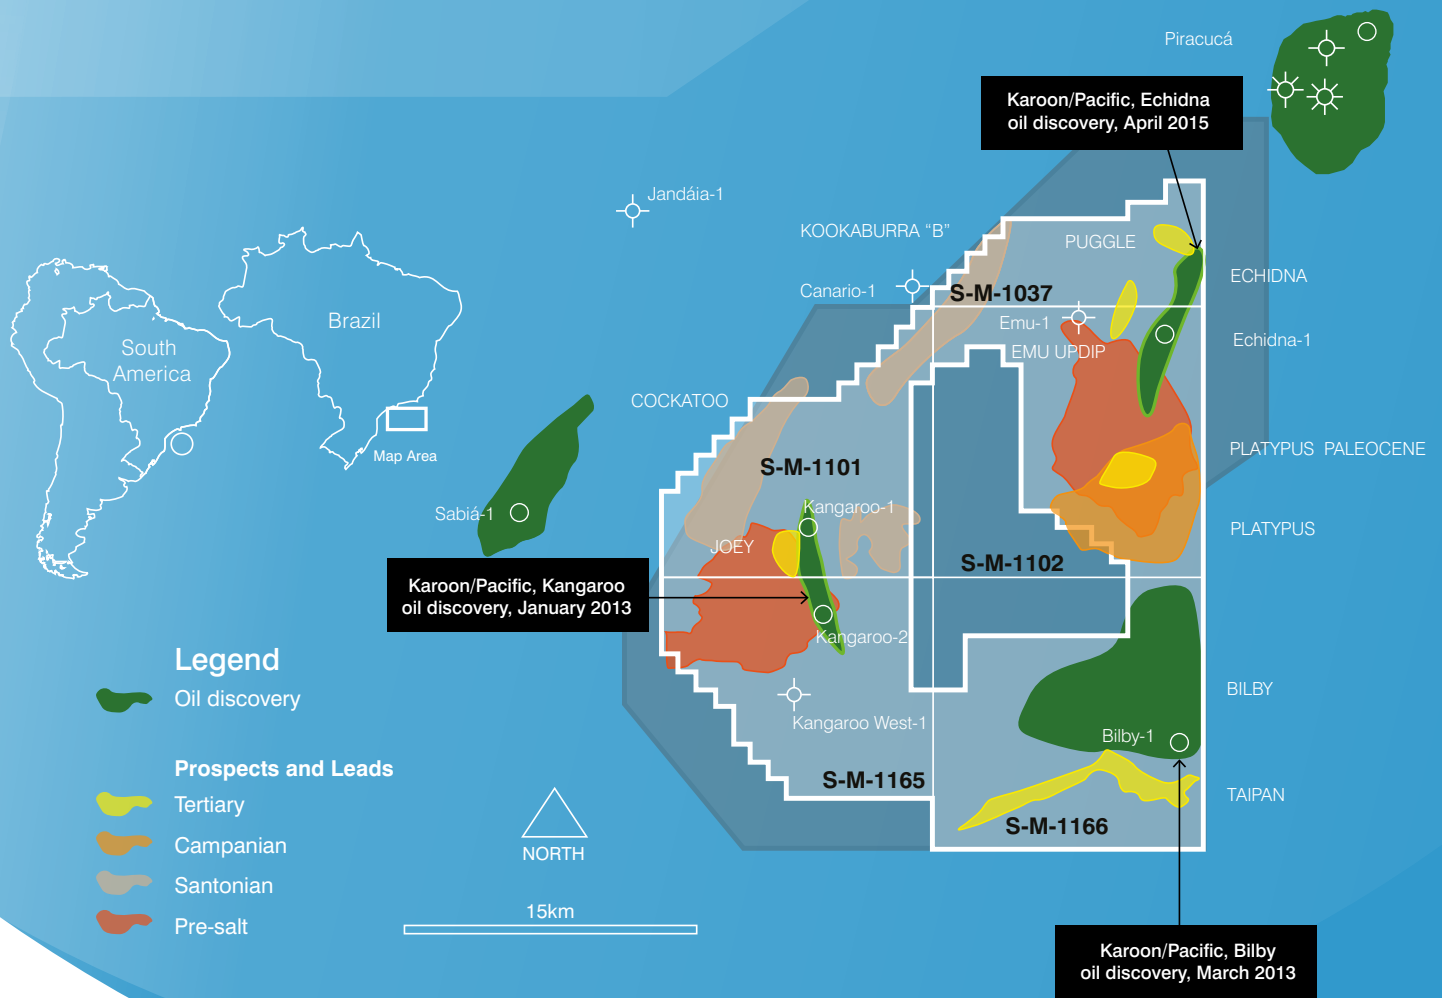 Piracucá
Karoon/Pacific, Echidna
oil discovery, April 2015
Jandáia-1
KOOKABURRA “B”
PUGGLE
ECHIDNA
Canario-1
S-M-1037
Emu-1
Echidna-1
EMU UPDIP
South
America
Brazil
Map Area
COCKATOO
PLATYPUS PALEOCENE
S-M-1101
Sabiá-1
Kangaroo-1
PLATYPUS
JOEY
S-M-1102
Karoon/Pacific, Kangaroo
oil discovery, January 2013
Kangaroo-2
Legend
Oil discovery
BILBY
Kangaroo West-1
Bilby-1
Prospects and Leads
S-M-1165
TAIPAN
Tertiary
S-M-1166
Campanian
NORTH
Santonian
15km
Pre-salt
Karoon/Pacific, Bilby
oil discovery, March 2013